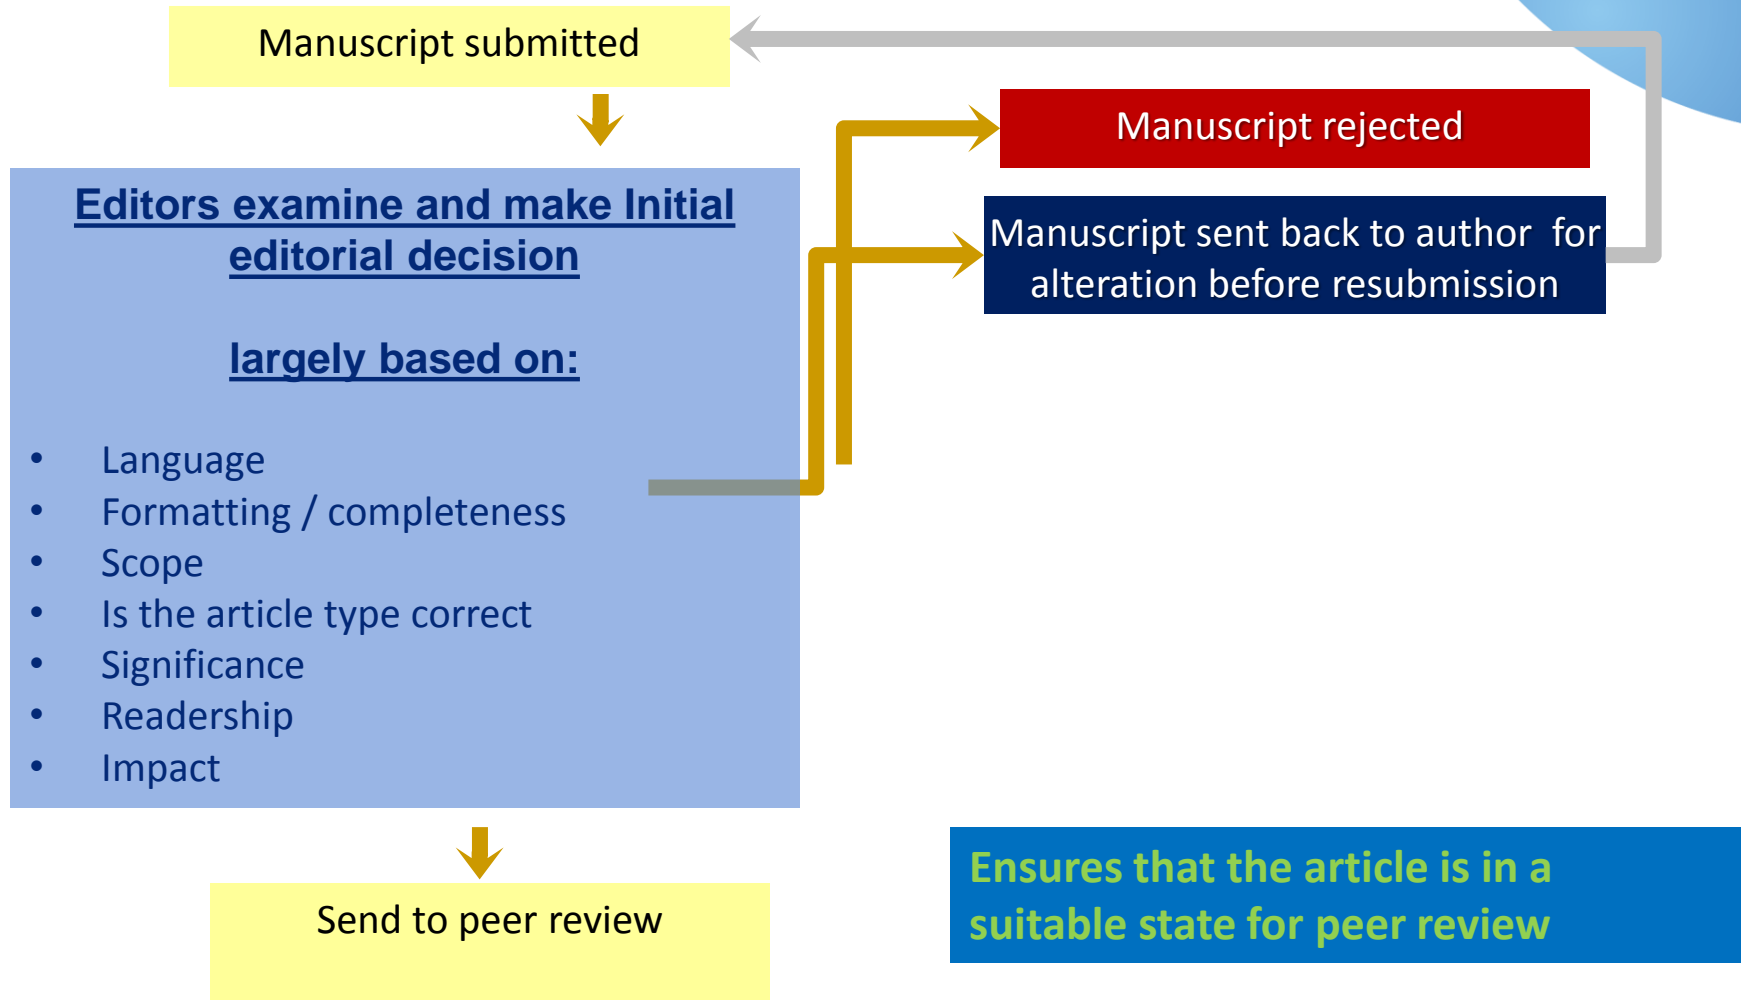 Manuscript submitted
Manuscript rejected
Manuscript sent back to author for
alteration before resubmission
Editors examine and make Initial
editorial decision
largely based on:
• Language
• Formatting / completeness
• Scope
• Is the article type correct
• Significance
• Readership
• Impact
Send to peer review
Ensures that the article is in a
suitable state for peer review